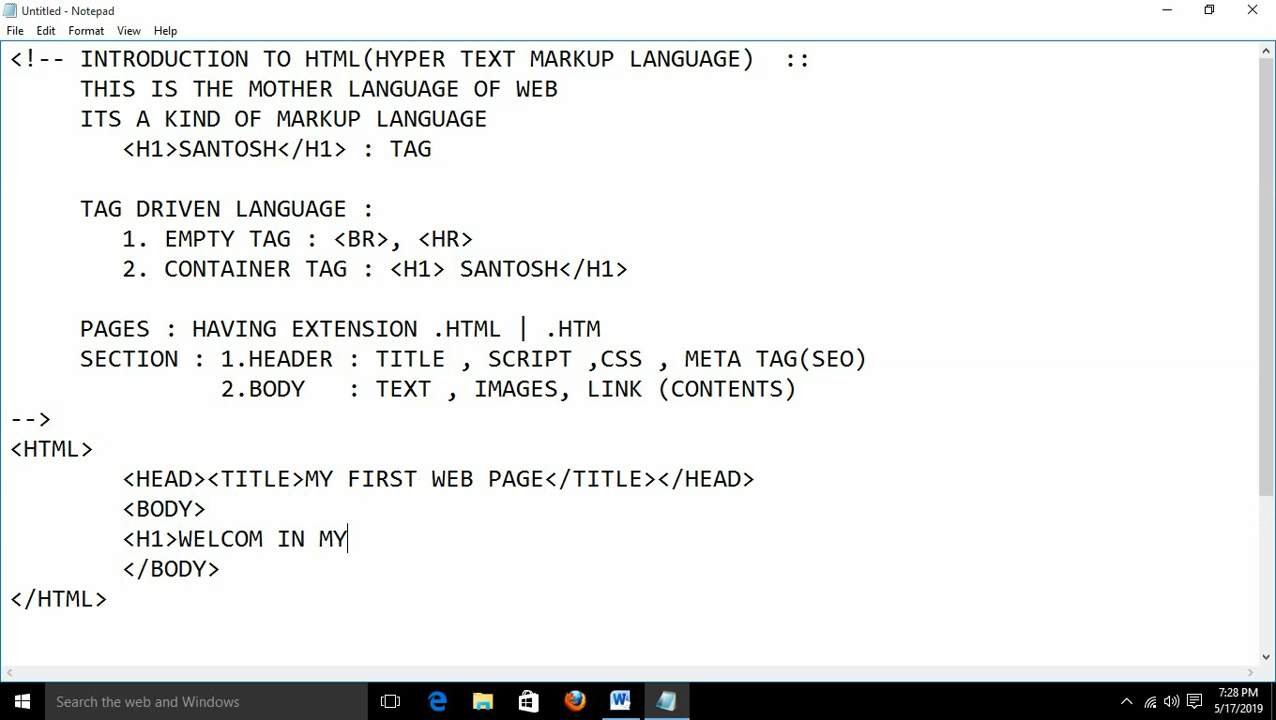 Untitled - Notepad
File Edit Format View Help
<!-- INTRODUCTION TO HTML(HYPER TEXT MARKUP LANGUAGE) ::
THIS IS THE MOTHER LANGUAGE OF WEB
ITS A KIND OF MARKUP LANGUAGE
<H1>SANTOSH</H1> : TAG
TAG DRIVEN LANGUAGE :
1. EMPTY TAG : <BR>, <HR>
2. CONTAINER TAG : <H1> SANTOSH</H1>
PAGES : HAVING EXTENSION .HTML | .HTM
SECTION : 1.HEADER : TITLE , SCRIPT ,CSS , META TAG(SEO)
2.BODY : TEXT , IMAGES, LINK (CONTENTS)
-->
<HTML>
<HEAD><TITLE>MY FIRST WEB PAGE</TITLE></HEAD>
<BODY>
<H1>WELCOM IN MY
</BODY>
</HTML>
Search the web and Windows
7:28 PM
5/17/2019